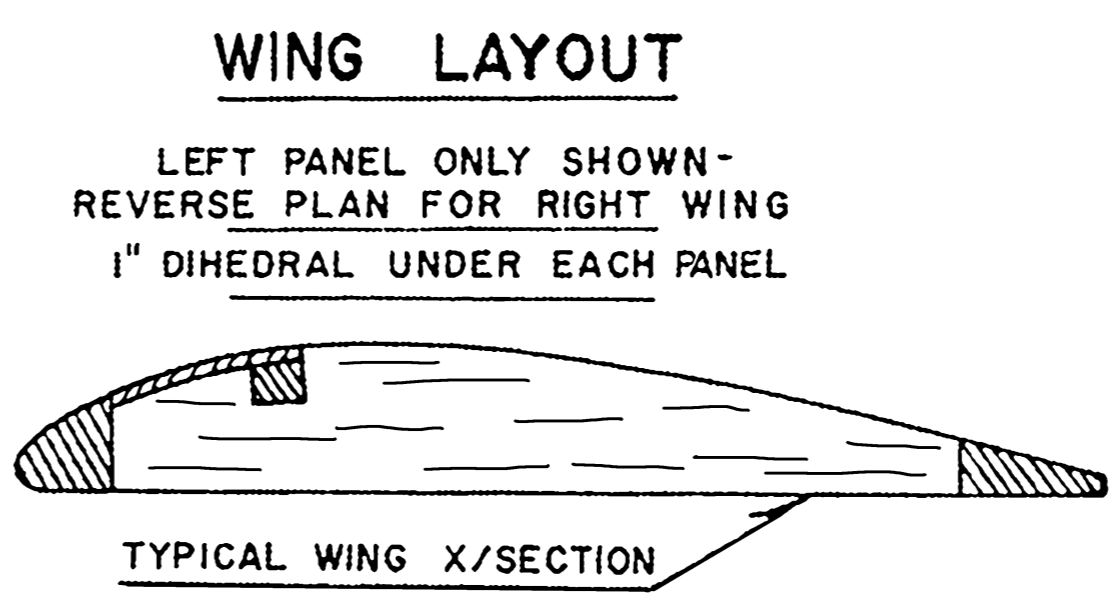 WING LAYOUT
LEFT PANEL ONLY SHOWN-
REVERSE PLAN FOR RIGHT WING
1" DIHEDRAL UNDER EACH PANEL
TYPICAL WING X/SECTION